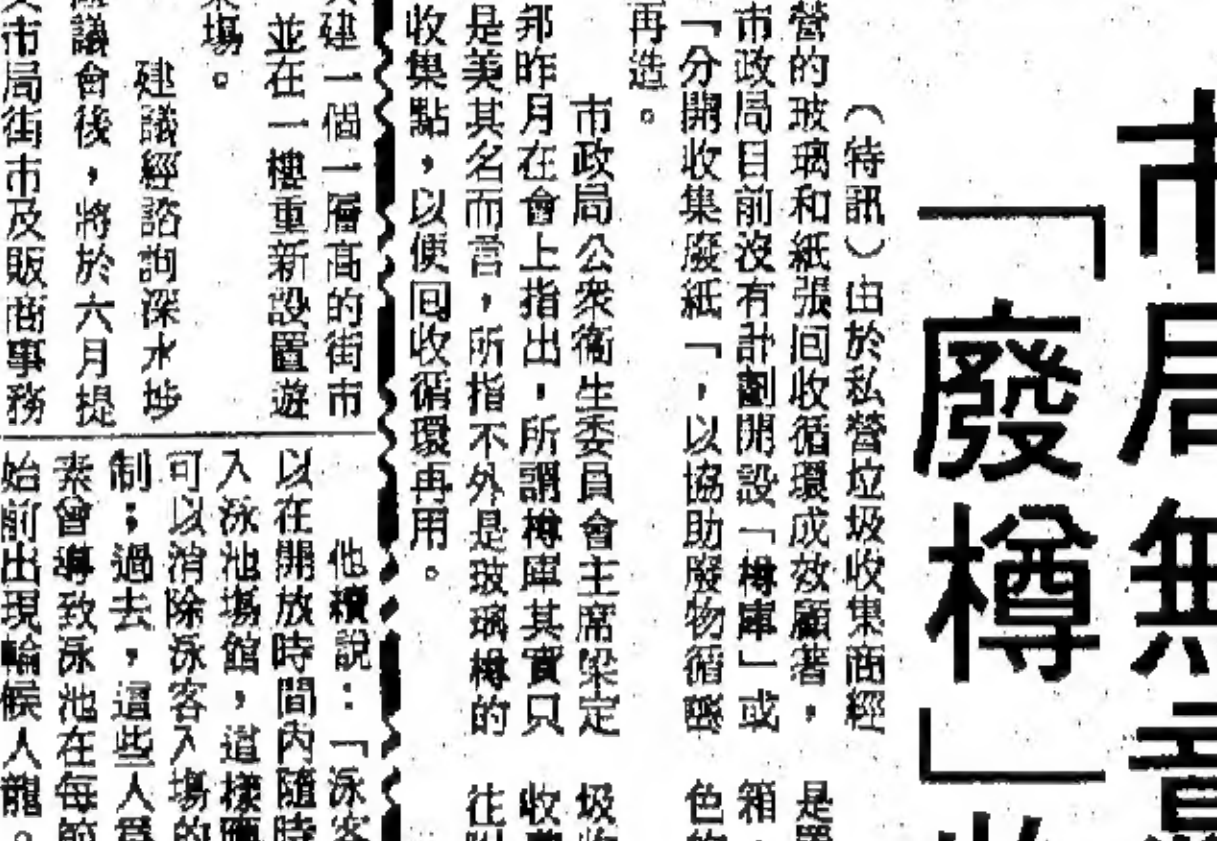 市局無意
「廢樽」收
（特訊）由於私營垃圾收集商經
營的玻璃和紙張回收循環成效顯著，
市政局目前沒有計劃開設「樽庫」或
「分開收集廢紙「，以協助廢物循環
再造。
市政局公衆衞生委員會主席梁定
邦昨月在會上指出，所謂樽庫其實只
是美其名而言，所指不外是玻璃樽的
收集點，以便回收循環再用。
是
箱
色
圾
收
往
建一個一層高的街市
並在一樓重新設置遊
場。
建議經諮詢深水埗
議會後，將於六月提
市局街市及販商事務
他續說：「泳客
以在開放時間內隨時
入泳池場館，這樣
可以消除泳客入場的
制；過去，這些人爲
來會導致泳池在每節
始前出現輪候人龍。